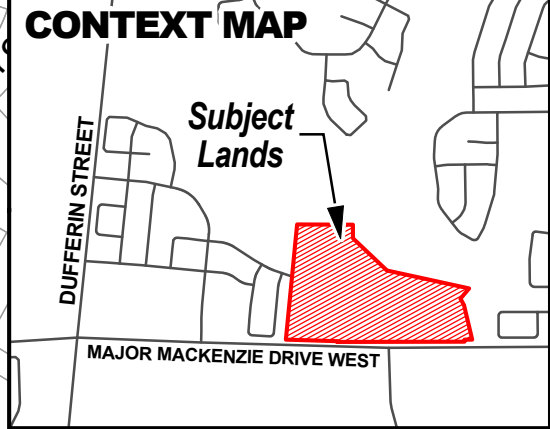 CONTEXT MAP
Subject
Lands
DUFFERIN STREET
MAJOR MACKENZIE DRIVE WEST